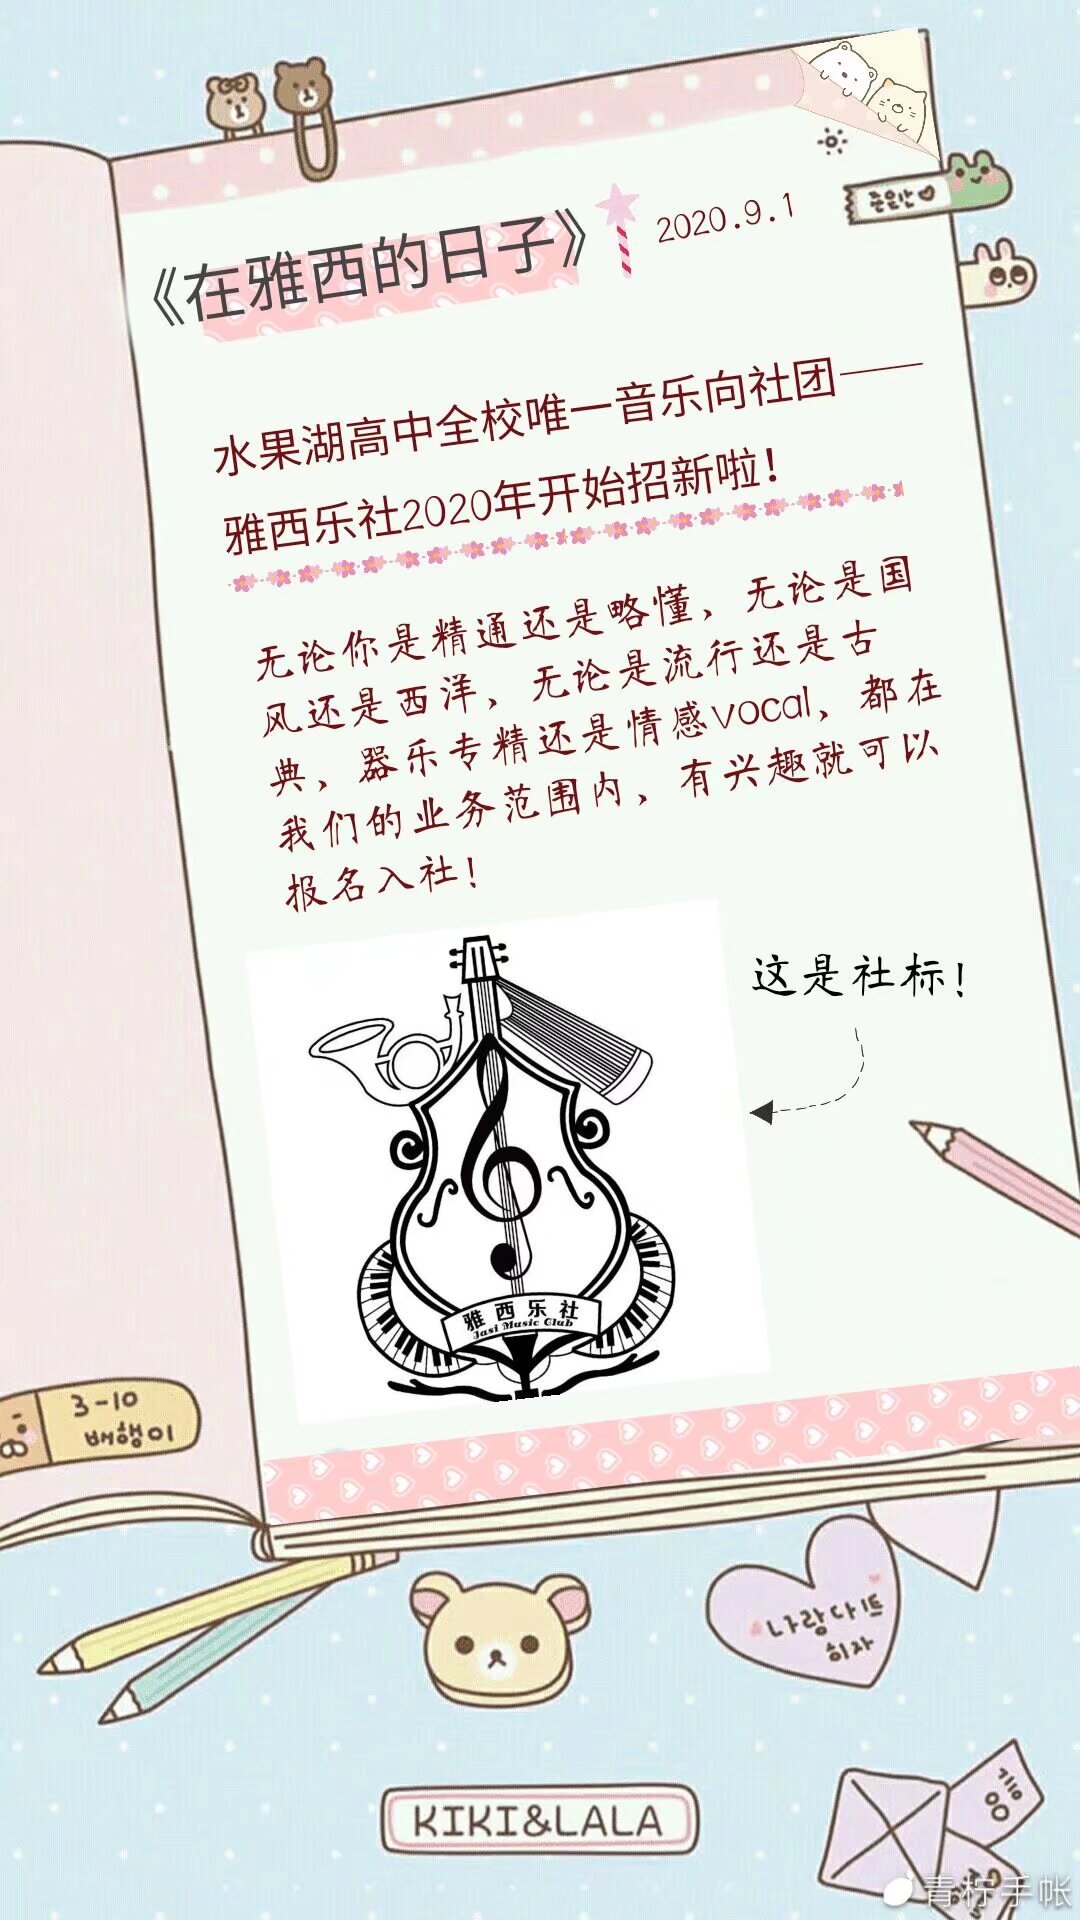 《在雅西的日子》
2020.9.1
水果湖高中全校唯一音乐向社团——
雅西乐社2020年开始招新啦！
无论你是精通还是略懂，无论是国
风还是西洋，无论是流行还是古
典，器乐专精还是情感vocal，都在
我们的业务范围内，有兴趣就可以
报名入社！
这是社标！
雅西乐社
Jasi Music Club
3-10
배행이
나랑 다트
하자
KIKI&LALA
青柠手帐